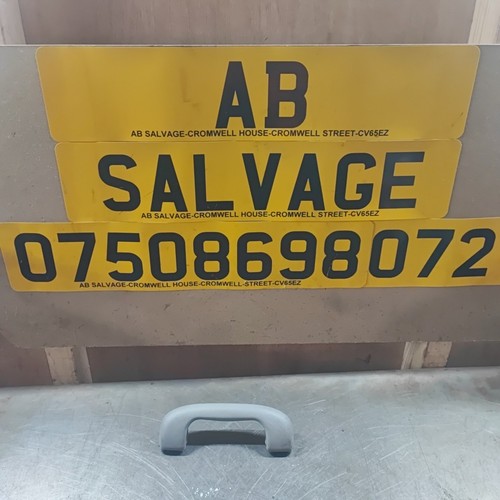 AB
AB SALVAGE-CROMWELL HOUSE-CROMWELL STREET-CV65EZ
SALVAGE
AB SALVAGE-CROMWELL HOUSE-CROMWELL STREET-CV65EZ
07508698072
AB SALVAGE-CROMWELL HOUSE-CROMWELL-STREET-CV65EZ